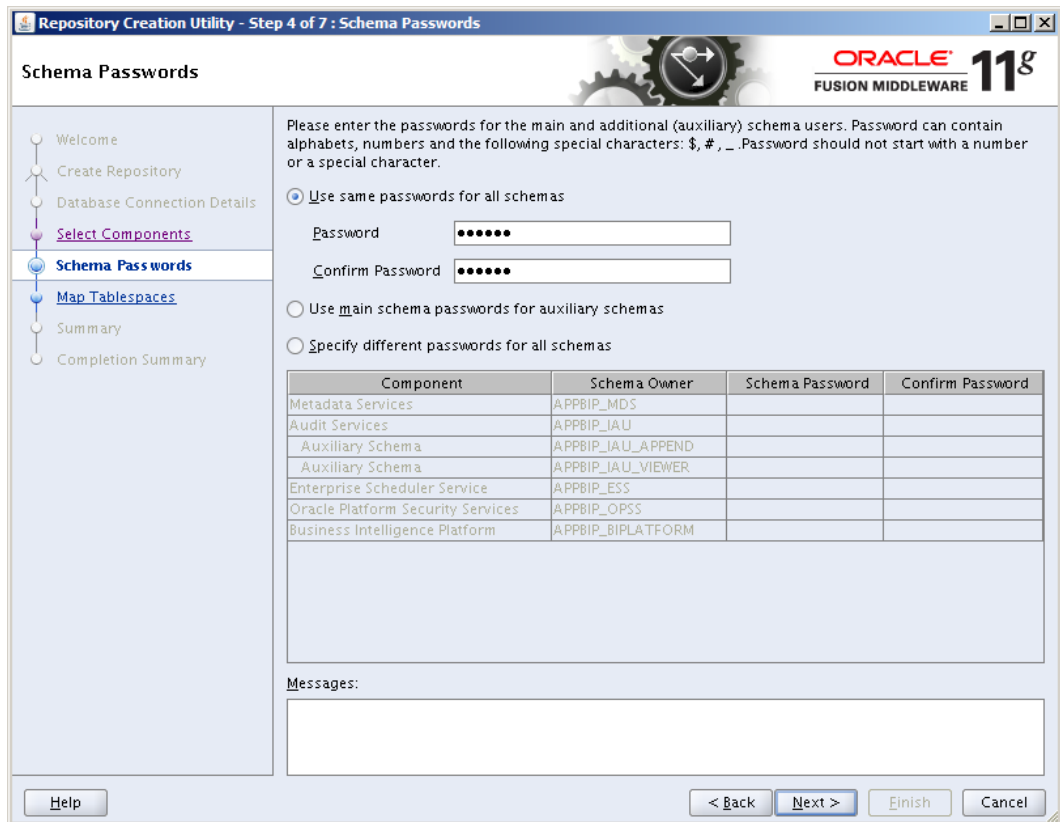 Repository Creation Utility - Step 4 of 7 : Schema Passwords
Schema Passwords
ORACLE
FUSION MIDDLEWARE
11g
Welcome
Create Repository
Database Connection Details
Select Components
Schema Passwords
Map Tablespaces
Summary
Completion Summary
Please enter the passwords for the main and additional (auxiliary) schema users. Password can contain
alphabets, numbers and the following special characters: $, # , _ .Password should not start with a number
or a special character.
Use same passwords for all schemas
Password ••••••
Confirm Password ••••••
Use main schema passwords for auxiliary schemas
Specify different passwords for all schemas
Component Schema Owner Schema Password Confirm Password
Metadata Services APPBIP_MDS
Audit Services APPBIP_IAU
Auxiliary Schema APPBIP_IAU_APPEND
Auxiliary Schema APPBIP_IAU_VIEWER
Enterprise Scheduler Service APPBIP_ESS
Oracle Platform Security Services APPBIP_OPSS
Business Intelligence Platform APPBIP_BIPLATFORM
Messages:
Help < Back Next > Finish Cancel